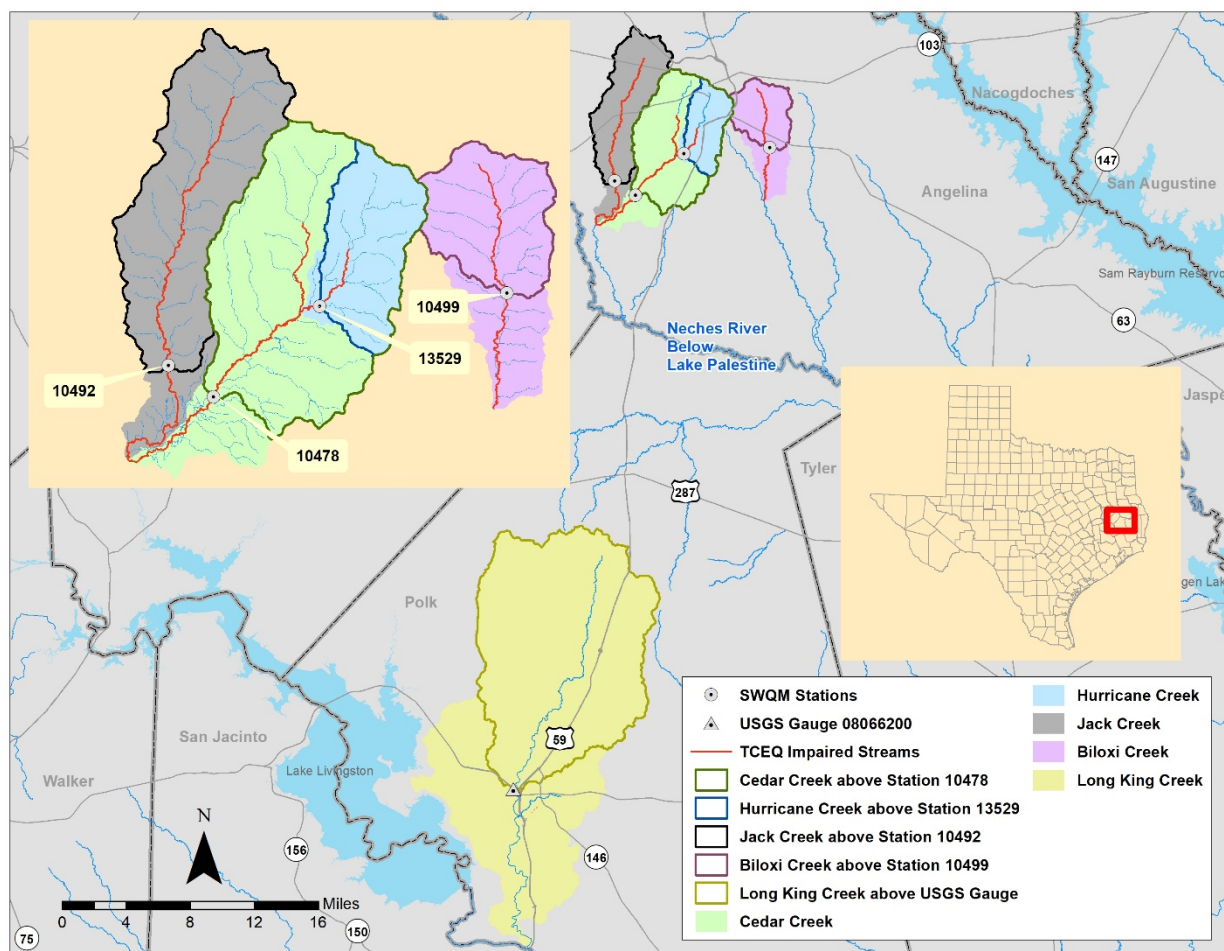 10492
10478
13529
10499
103
Nacogdoches
147
San Augustine
Angelina
Sam Rayburn Reservo
63
Neches River
Below
Lake Palestine
Jaspe
Tyler
287
gen Lak
Polk
59
San Jacinto
Lake Livingston
Walker
N
156
146
0 4 8 12 16 Miles
75
150
SWQM Stations
USGS Gauge 08066200
TCEQ Impaired Streams
Cedar Creek above Station 10478
Hurricane Creek above Station 13529
Jack Creek above Station 10492
Biloxi Creek above Station 10499
Long King Creek above USGS Gauge
Cedar Creek
Hurricane Creek
Jack Creek
Biloxi Creek
Long King Creek